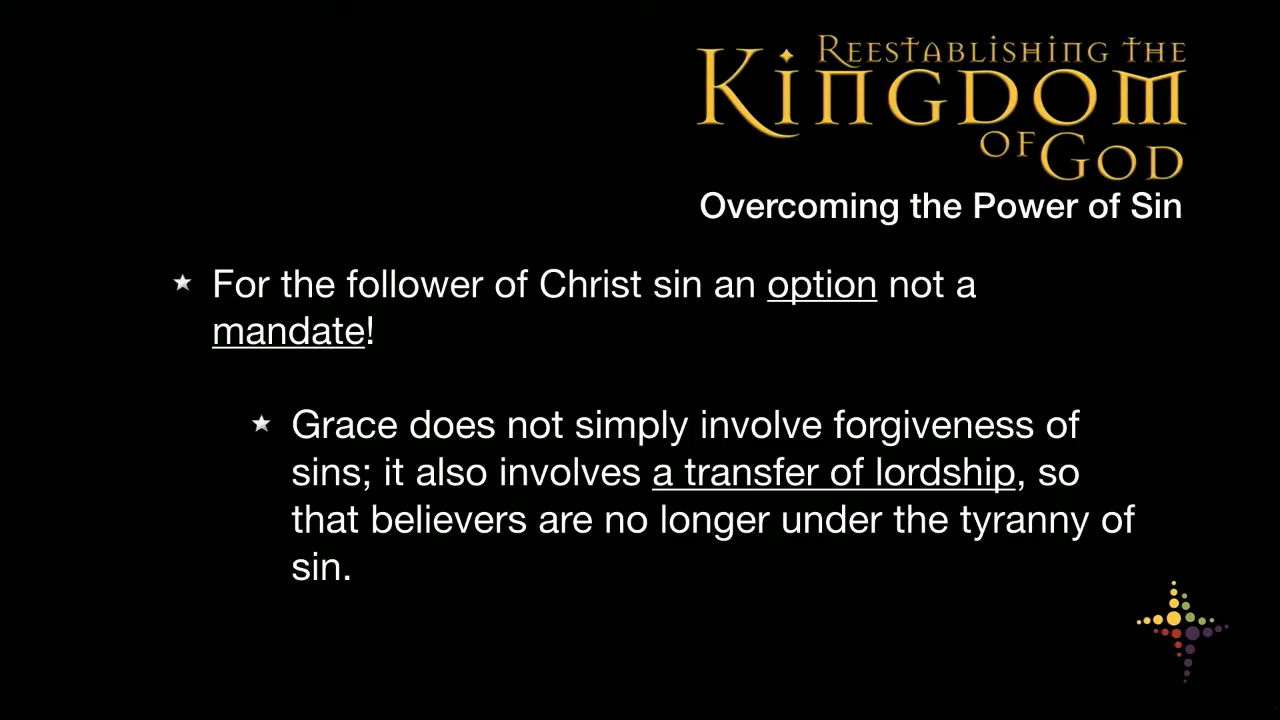 Reestablishing the
Kingdom
of God
Overcoming the Power of Sin
For the follower of Christ sin an option not a
mandate!
Grace does not simply involve forgiveness of
sins; it also involves a transfer of lordship, so
that believers are no longer under the tyranny of
sin.